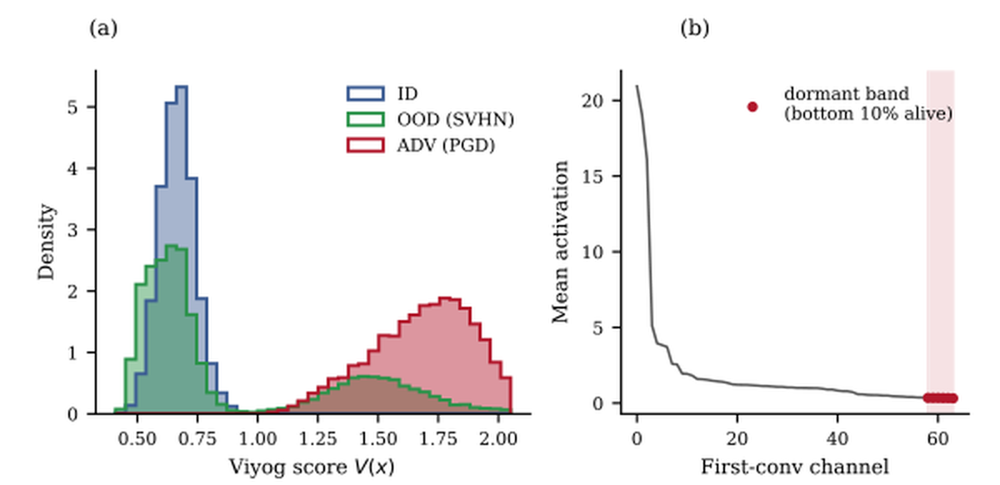 (a)
ID
OOD (SVHN)
ADV (PGD)
Density
5
4
3
2
1
0
0.50 0.75 1.00 1.25 1.50 1.75 2.00
Viyog score V(x)
(b)
dormant band
(bottom 10% alive)
Mean activation
20
15
10
5
0
0 20 40 60
First-conv channel